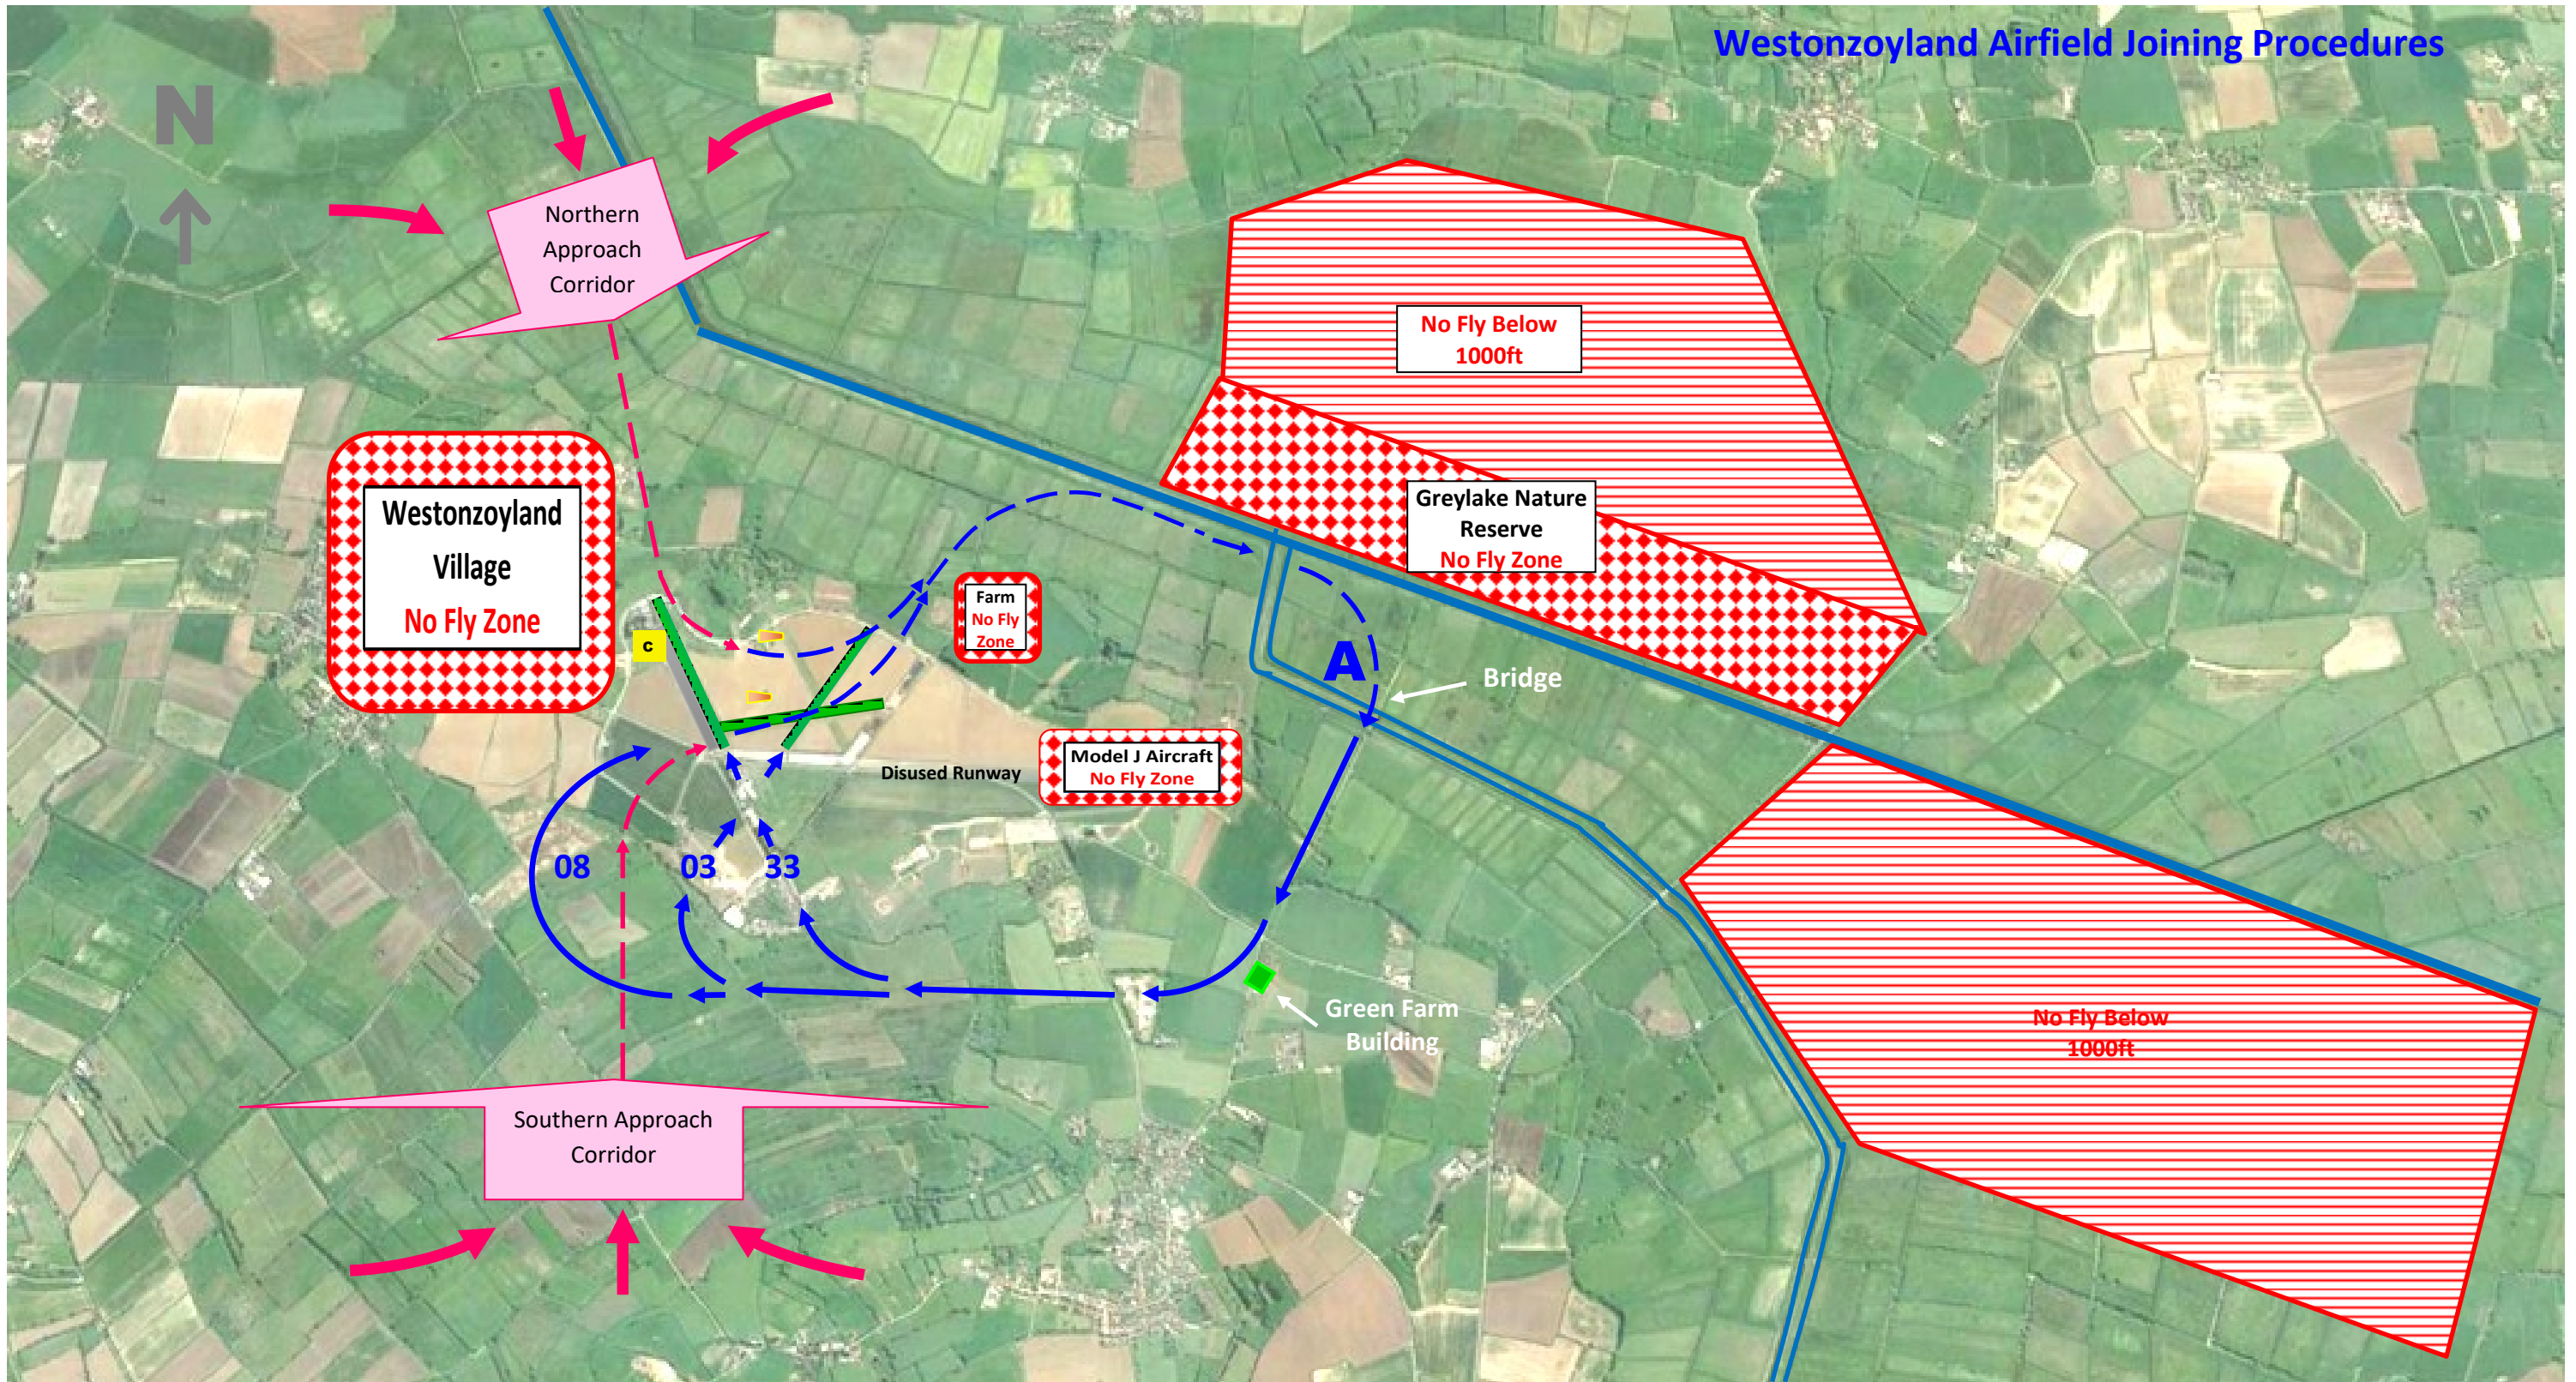 Westonzoyland Airfield Joining Procedures
N
Northern
Approach
Corridor
No Fly Below
1000ft
Westonzoyland
Village
No Fly Zone
Greylake Nature
Reserve
No Fly Zone
Farm
No Fly
Zone
c
A
Bridge
Model J Aircraft
No Fly Zone
Disused Runway
08
03
33
Green Farm
Building
No Fly Below
1000ft
Southern Approach
Corridor